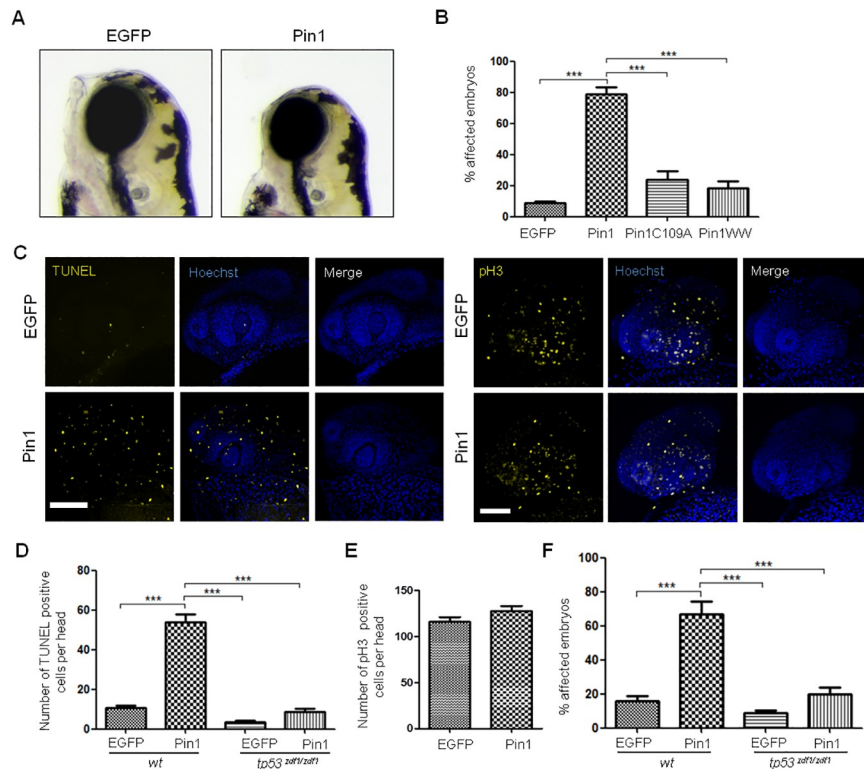 A
EGFP
Pin1
B
% affected embryos
100
80
60
40
20
0
***
***
***
EGFP
Pin1
Pin1C109A
Pin1WW
C
TUNEL
Hoechst
Merge
EGFP
Pin1
pH3
Hoechst
Merge
EGFP
Pin1
D
Number of TUNEL positive
cells per head
80
60
40
20
0
***
***
***
EGFP
Pin1
EGFP
Pin1
wt
tp53 zdf1/zdf1
E
Number of pH3 positive
cells per head
150
100
50
0
EGFP
Pin1
F
% affected embryos
100
80
60
40
20
0
***
***
***
EGFP
Pin1
EGFP
Pin1
wt
tp53 zdf1/zdf1